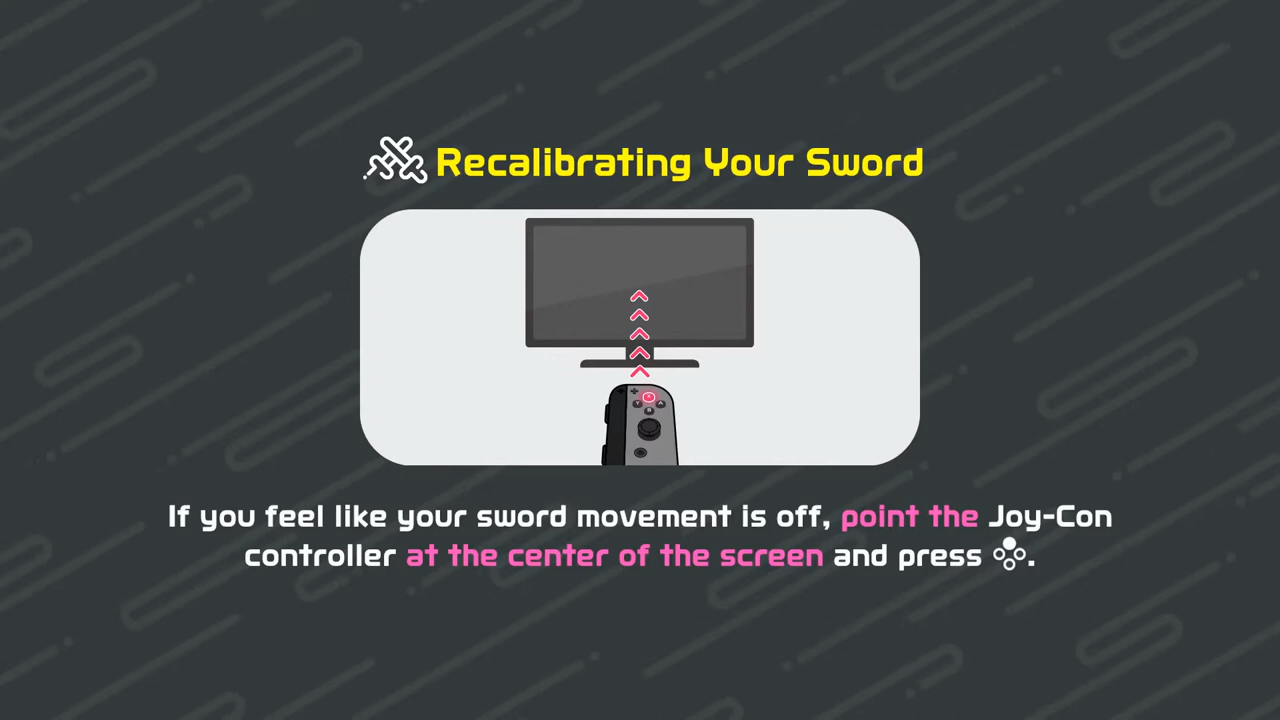 Recalibrating Your Sword
If you feel like your sword movement is off, point the Joy-Con
controller at the center of the screen and press .